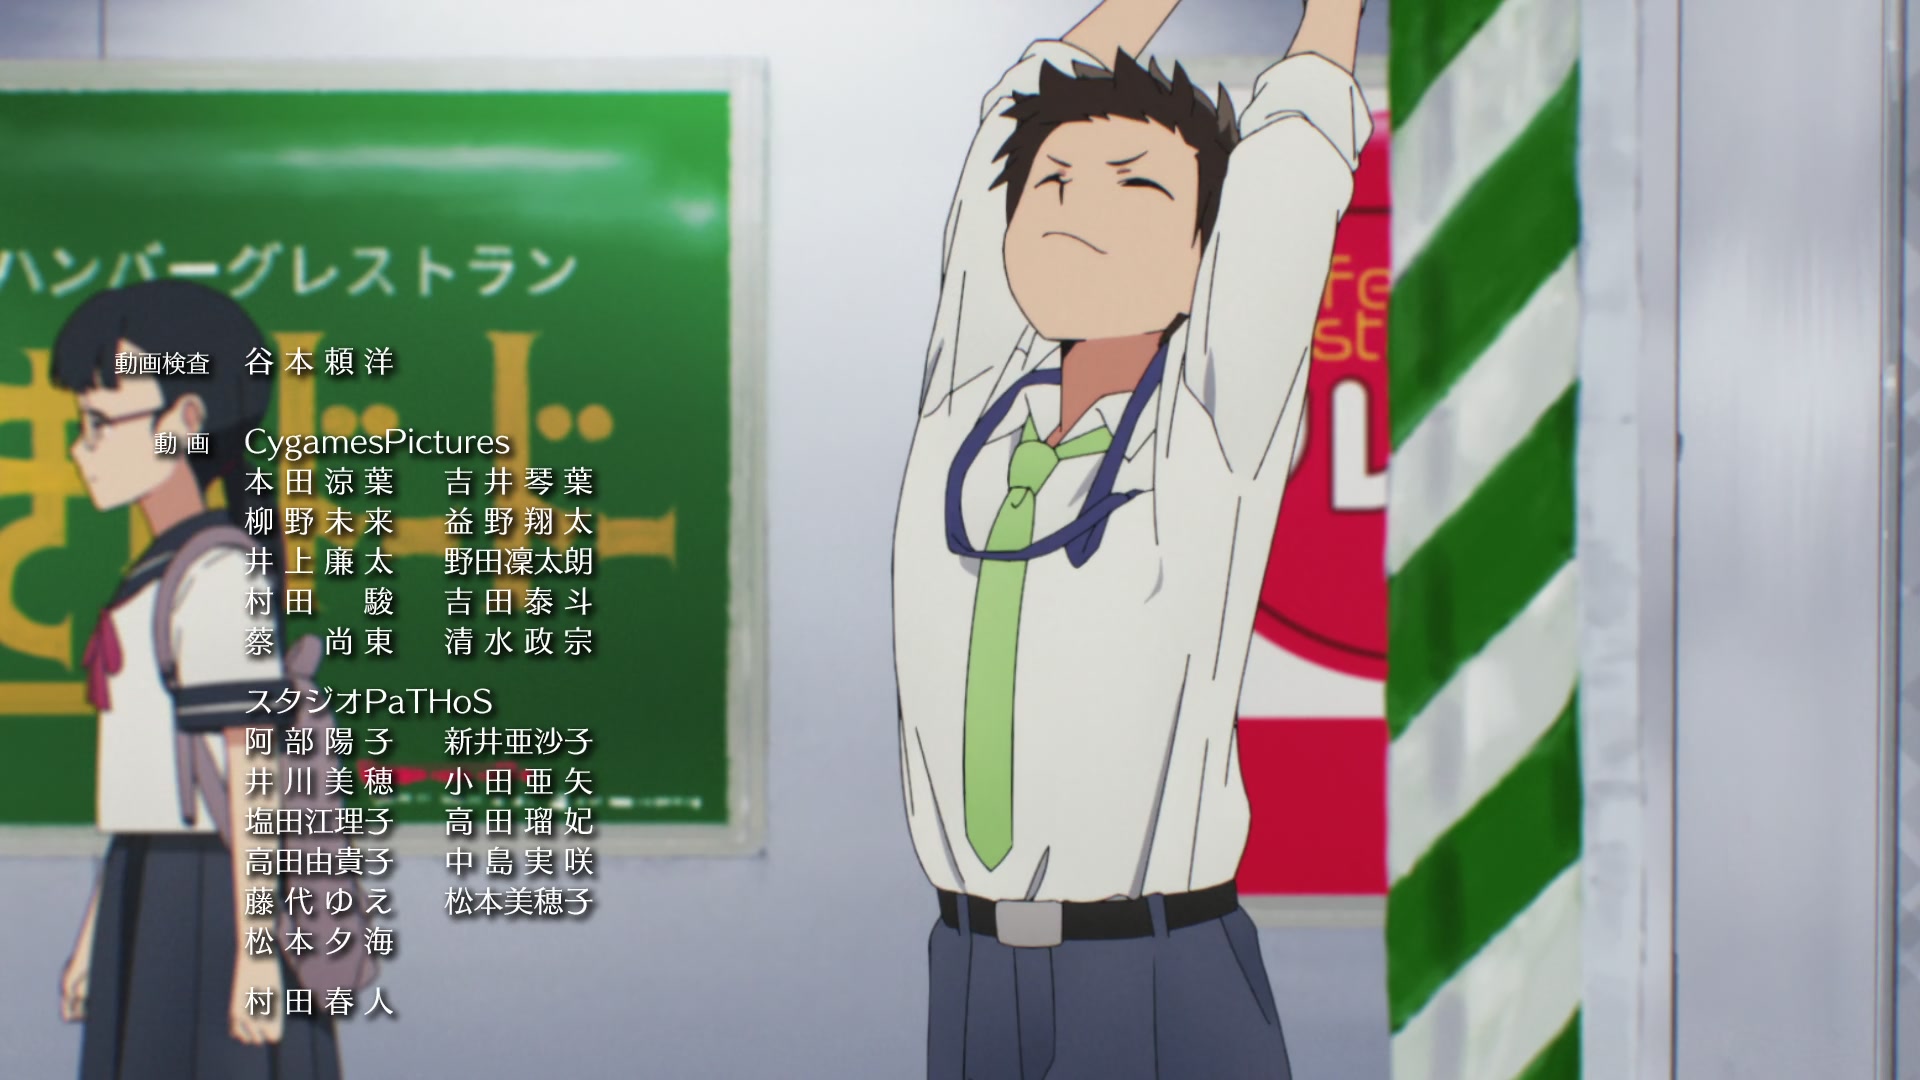 ハンバーグレストラン
動画検査 谷本頼洋
動画 CygamesPictures
本田涼葉 吉井琴葉
柳野未来 益野翔太
井上廉太 野田凜太朗
村田駿 吉田泰斗
蔡尚東 清水政宗
スタジオPaTHoS
阿部陽子 新井亜沙子
井川美穂 小田亜矢
塩田江理子 高田瑠妃
高田由貴子 中島実咲
藤代ゆえ 松本美穂子
松本夕海
村田春人